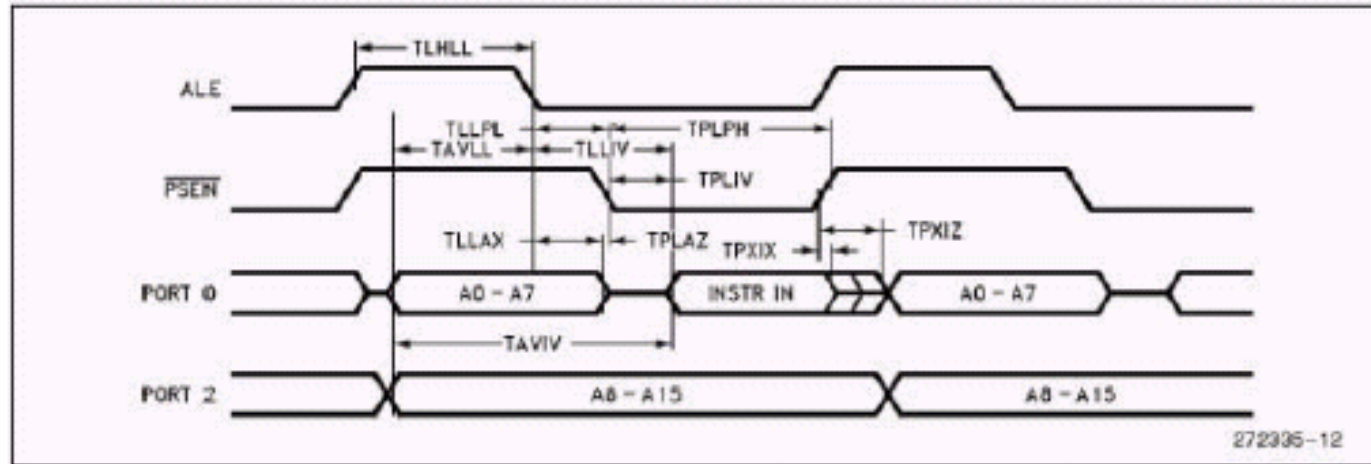 TLHLL
ALE
TLLPL
TPLPH
TAVLL
TLLIV
PSEN
TPLIV
TLLAX
TPLAZ
TPXIX
TPXIZ
PORT 0
A0 - A7
INSTR IN
A0 - A7
TAVIV
PORT 2
A8 - A15
A8 - A15
272335-12